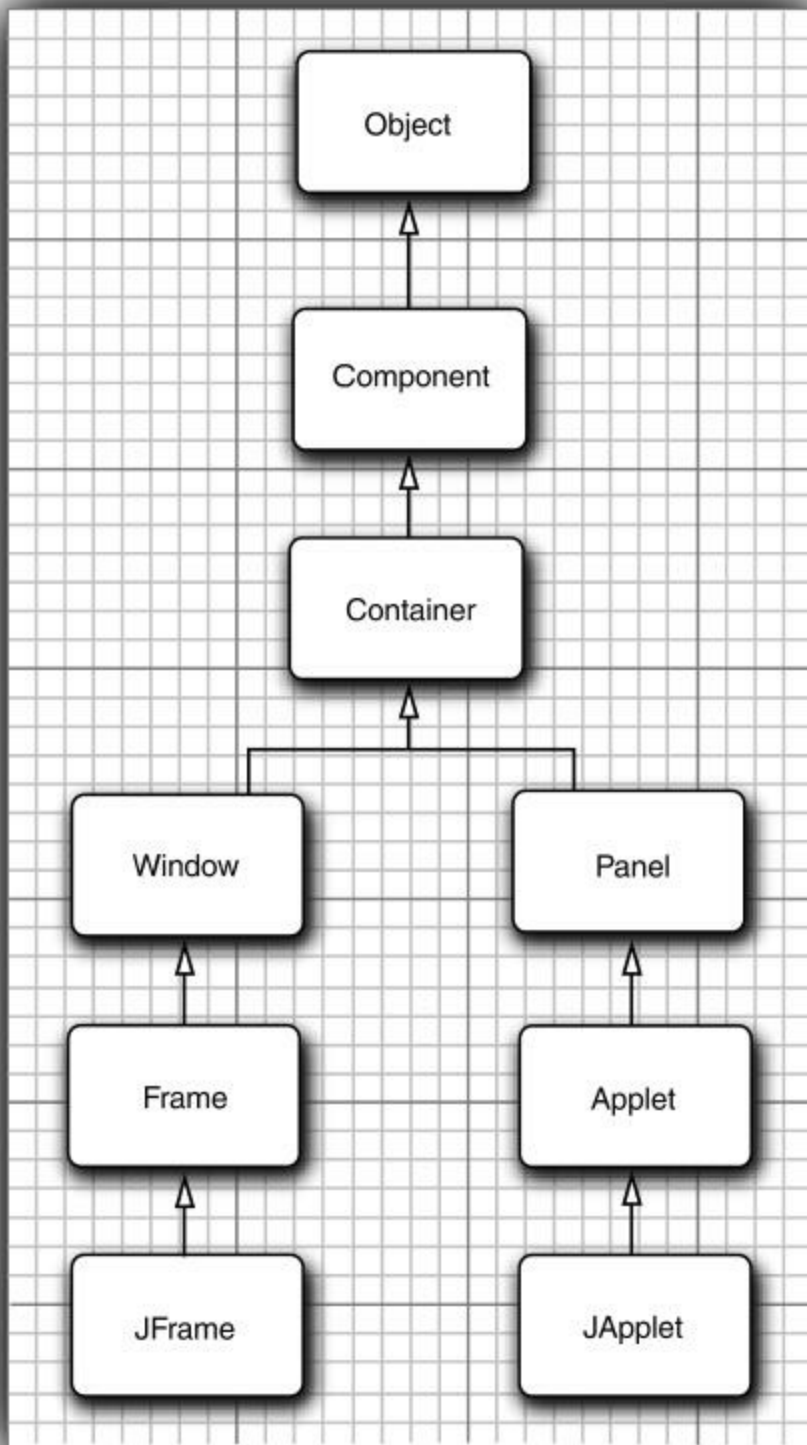 Object
Component
Container
Window
Panel
Frame
Applet
JFrame
JApplet